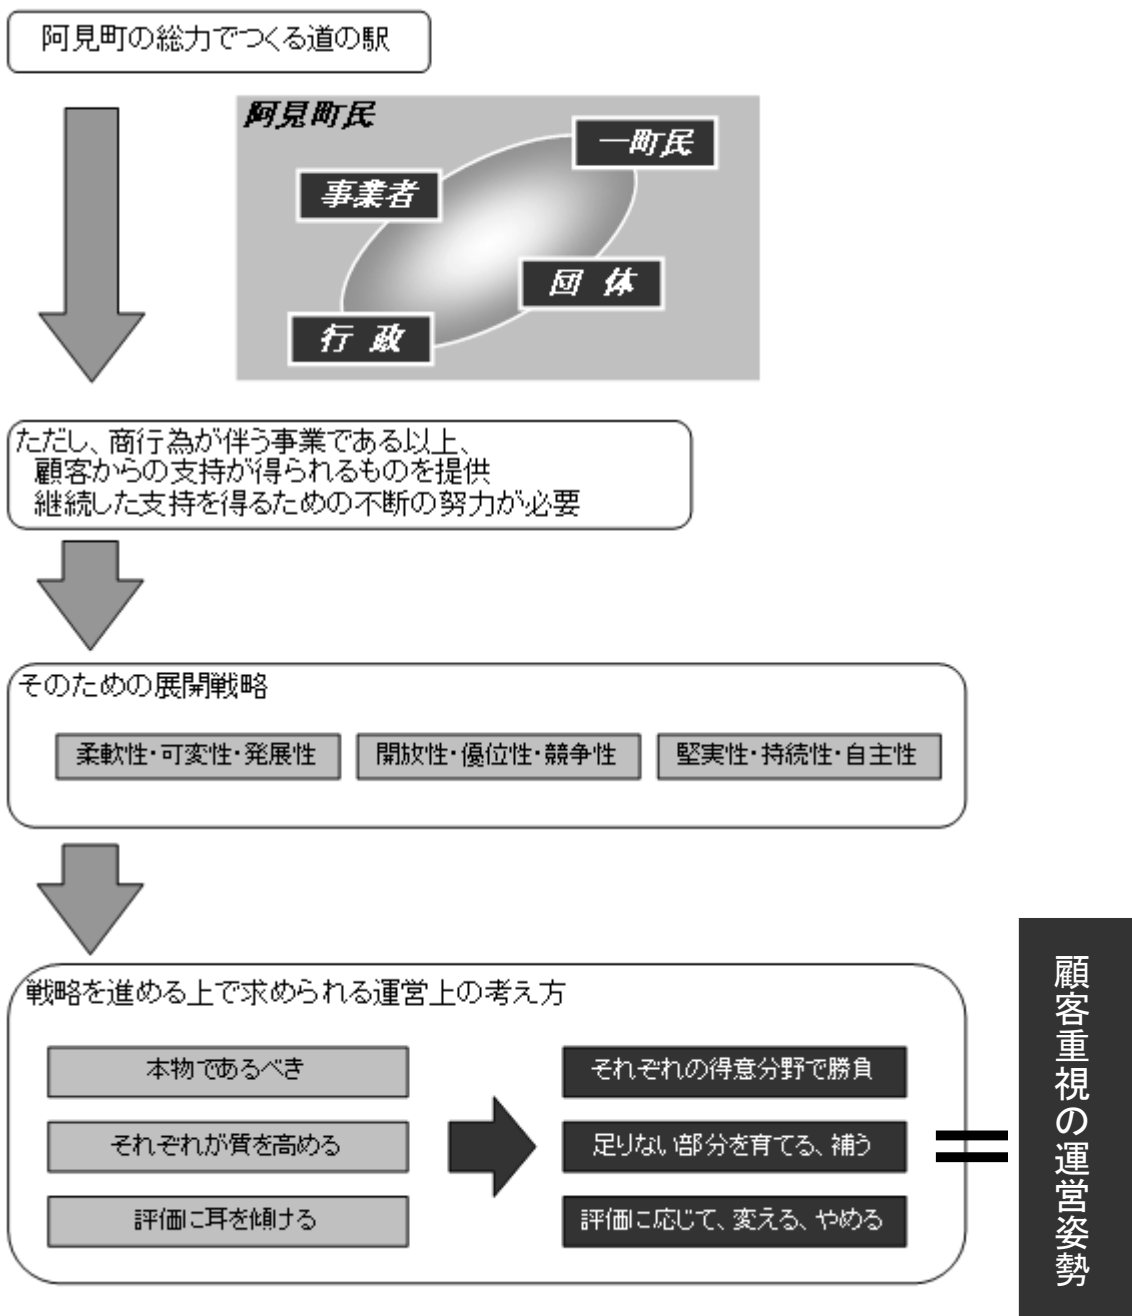 阿見町の総力でつくる道の駅
阿見町民
一町民
事業者
団 体
行 政
ただし、商行為が伴う事業である以上、
顧客からの支持が得られるものを提供
継続した支持を得るための不断の努力が必要
そのための展開戦略
柔軟性・可変性・発展性
開放性・優位性・競争性
堅実性・持続性・自主性
戦略を進める上で求められる運営上の考え方
本物であるべき
それぞれの得意分野で勝負
それぞれが質を高める
足りない部分を育てる、補う
評価に耳を傾ける
評価に応じて、変える、やめる
顧客重視の運営姿勢